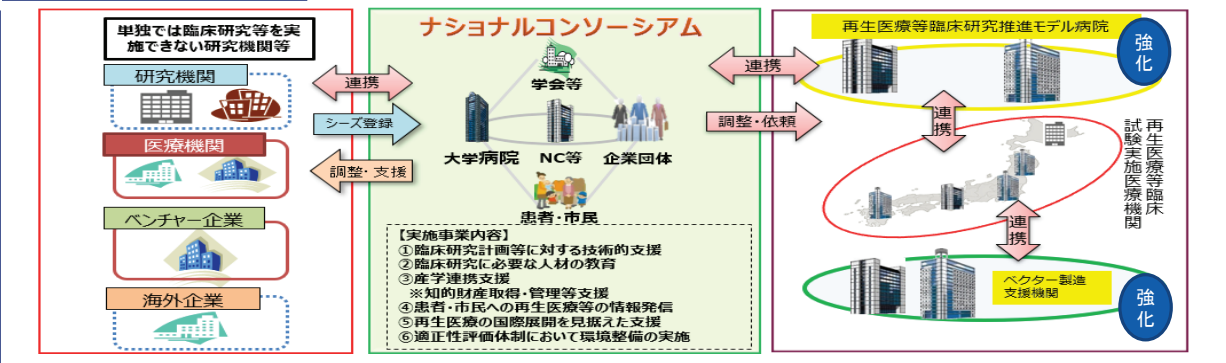 単独では臨床研究等を実
施できない研究機関等
研究機関
医療機関
ベンチャー企業
海外企業
連携
シーズ登録
調整・支援
ナショナルコンソーシアム
学会等
大学病院
NC等
企業団体
患者・市民
【実施事業内容】
①臨床研究計画等に対する技術的支援
②臨床研究に必要な人材の教育
③産学連携支援
※知的財産取得・管理等支援
④患者・市民への再生医療等の情報発信
⑤再生医療の国際展開を見据えた支援
⑥適正性評価体制において環境整備の実施
連携
調整・依頼
再生医療等臨床研究推進モデル病院
強化
連携
再生医療等臨床
試験実施医療機関
連携
ベクター製造
支援機関
強化